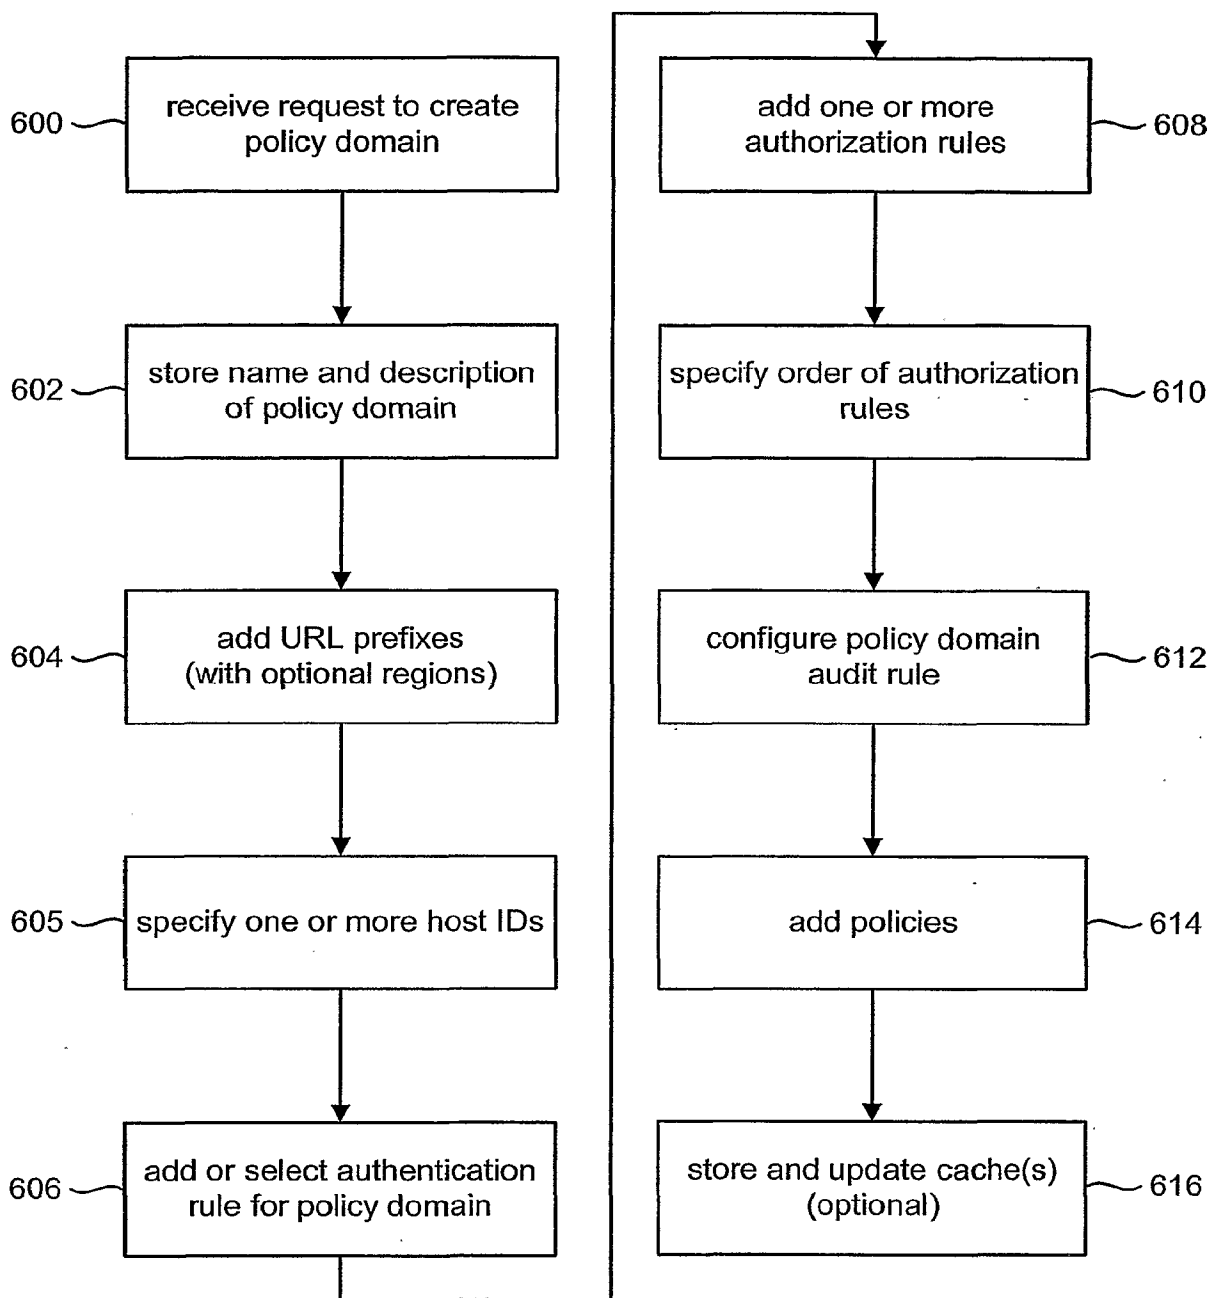 600
receive request to create
policy domain
602
store name and description
of policy domain
604
add URL prefixes
(with optional regions)
605
specify one or more host IDs
606
add or select authentication
rule for policy domain
add one or more
authorization rules
608
specify order of authorization
rules
610
configure policy domain
audit rule
612
add policies
614
store and update cache(s)
(optional)
616